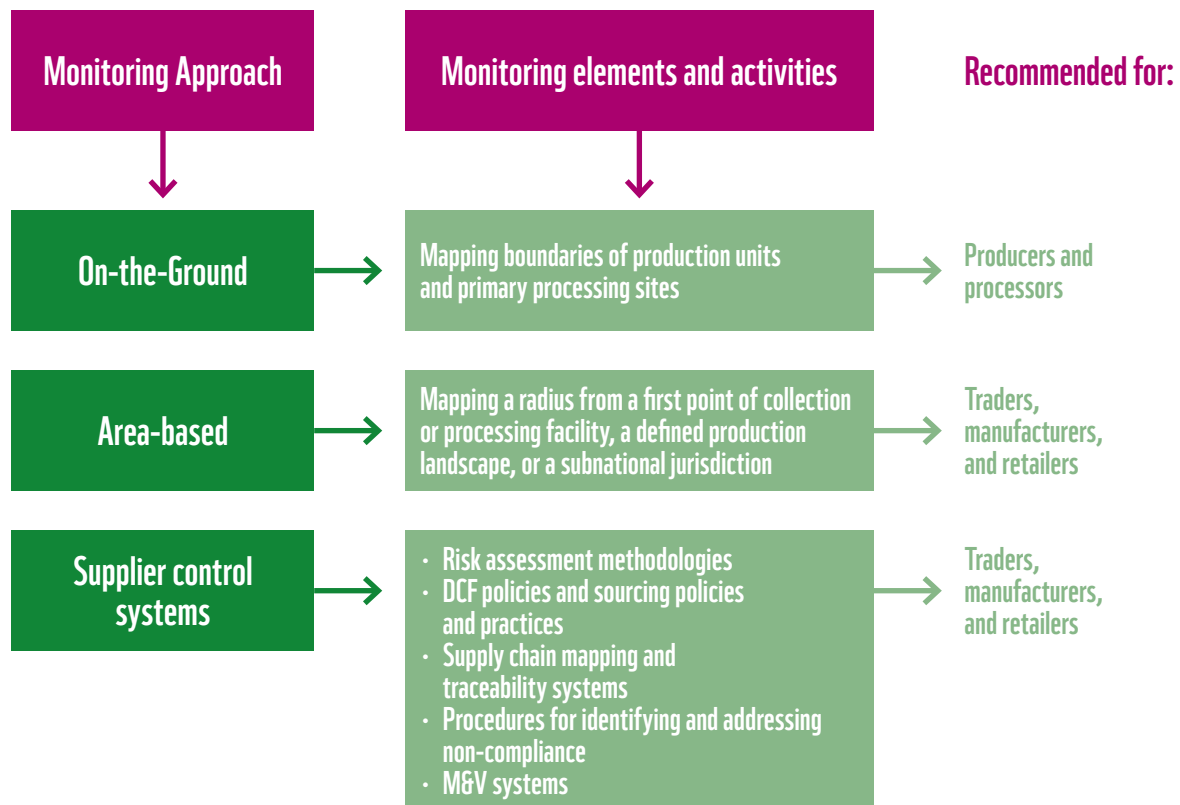 Monitoring Approach
Monitoring elements and activities
Recommended for:
On-the-Ground
Mapping boundaries of production units
and primary processing sites
Producers and
processors
Area-based
Mapping a radius from a first point of collection
or processing facility, a defined production
landscape, or a subnational jurisdiction
Traders,
manufacturers,
and retailers
Supplier control
systems
· Risk assessment methodologies
· DCF policies and sourcing policies
and practices
· Supply chain mapping and
traceability systems
· Procedures for identifying and addressing
non-compliance
· M&V systems
Traders,
manufacturers,
and retailers